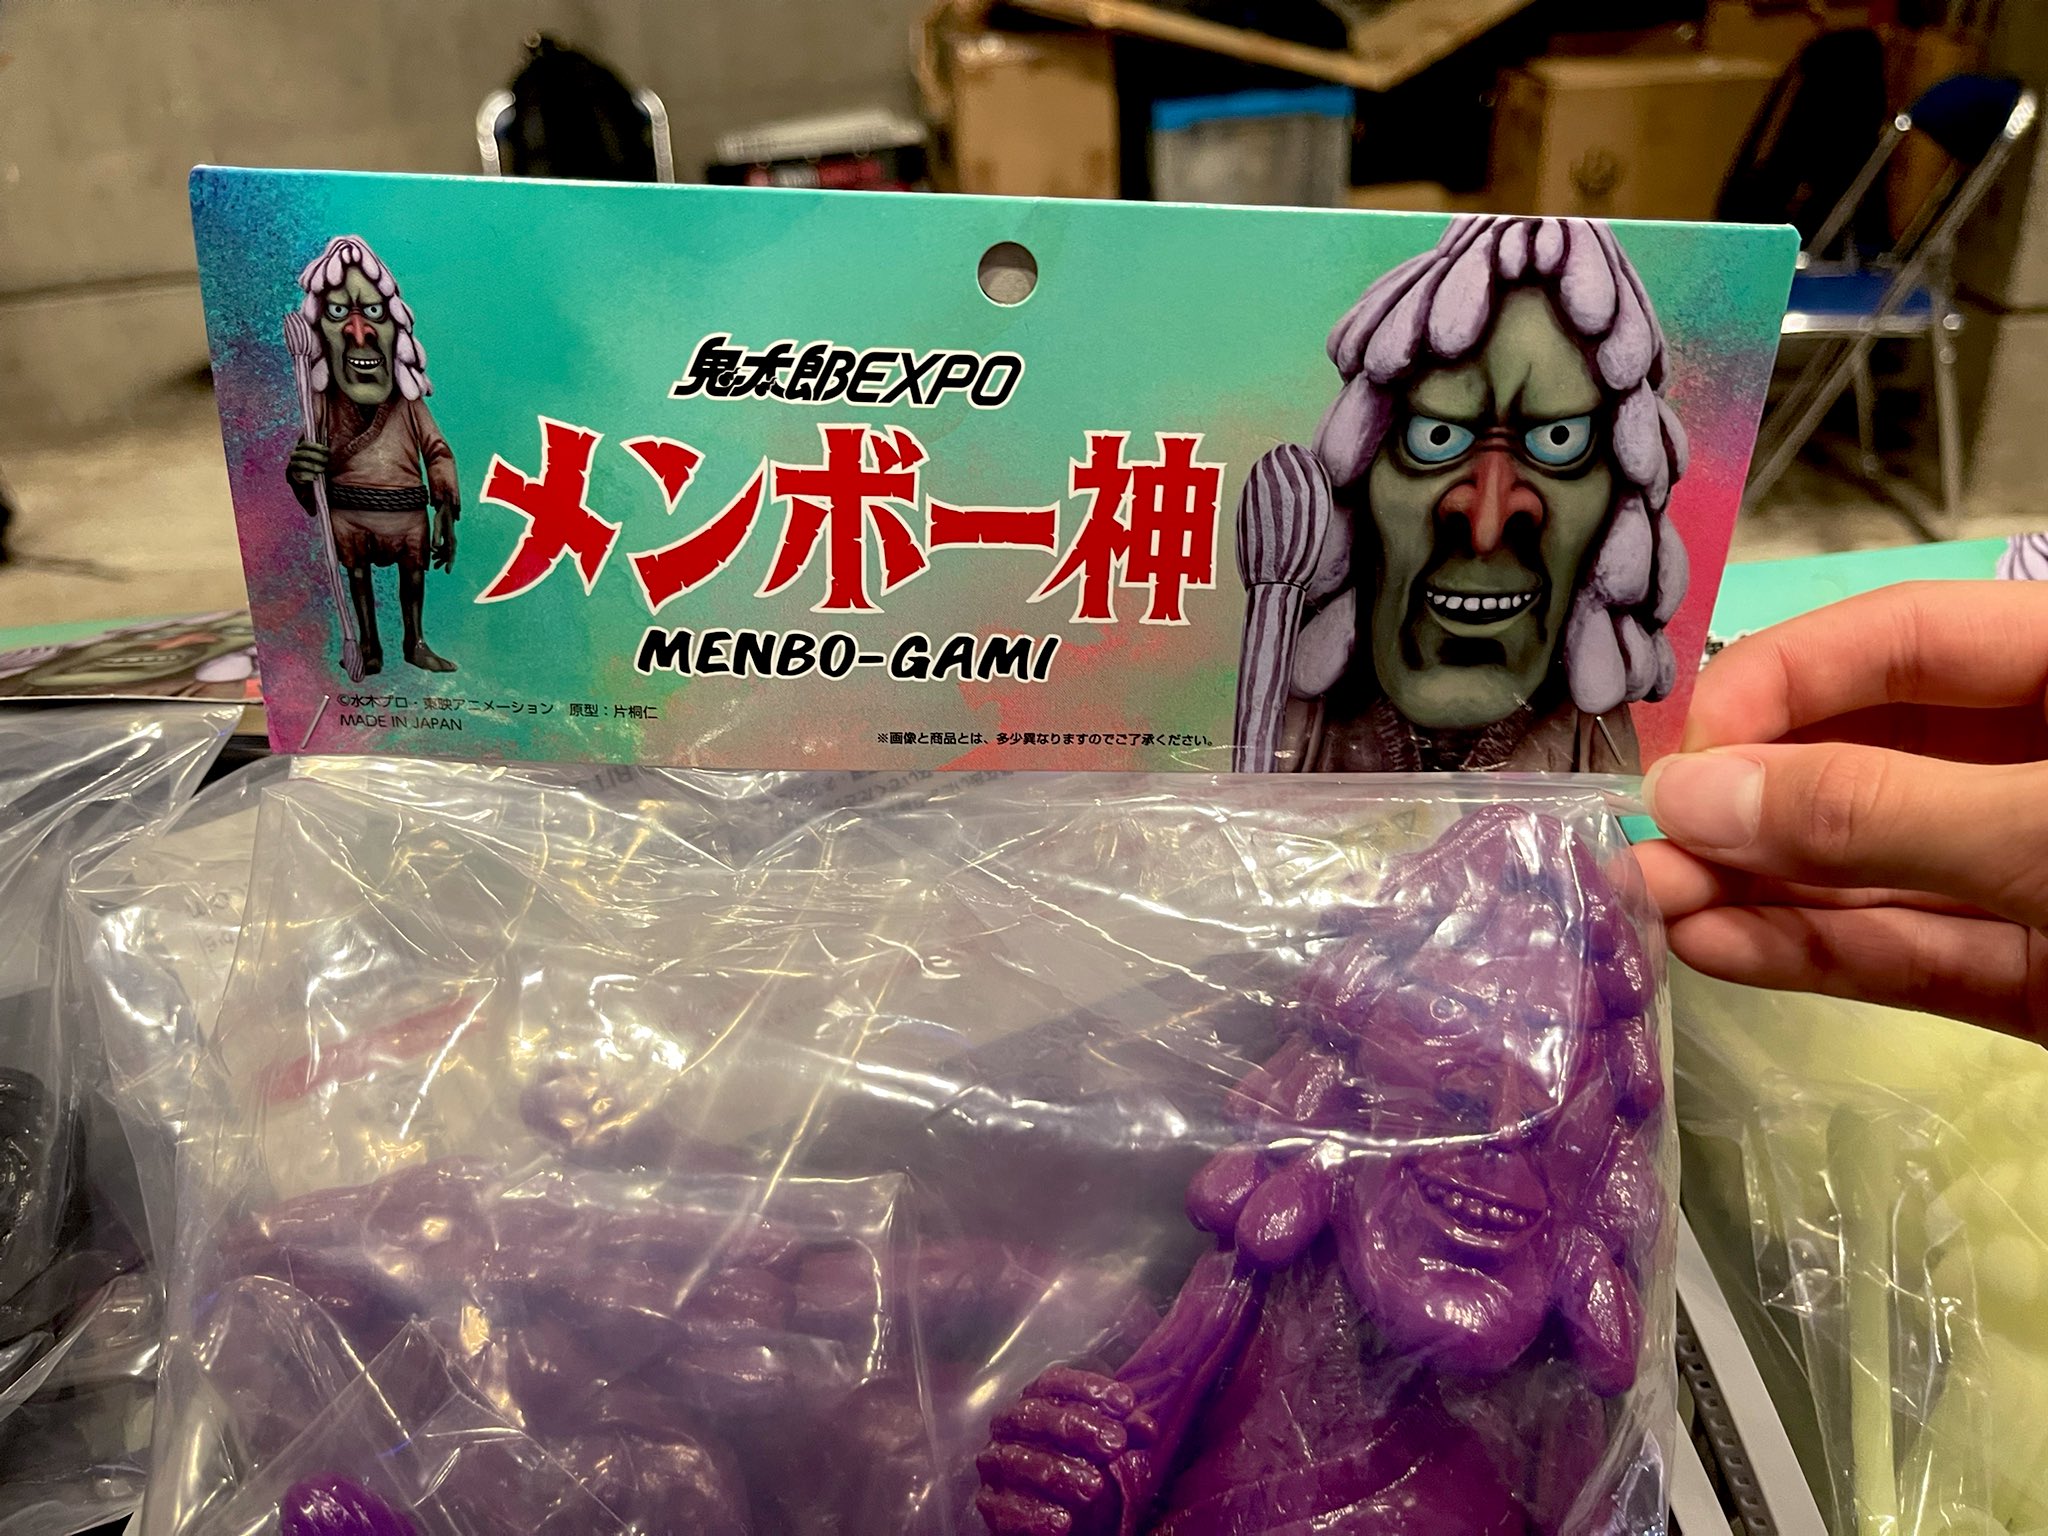 鬼太郎EXPO
メンボー神
MENBO-GAMI
©水木プロ・東映アニメーション　原型：片桐仁
MADE IN JAPAN
※画像と商品とは、多少異なりますのでご了承ください。